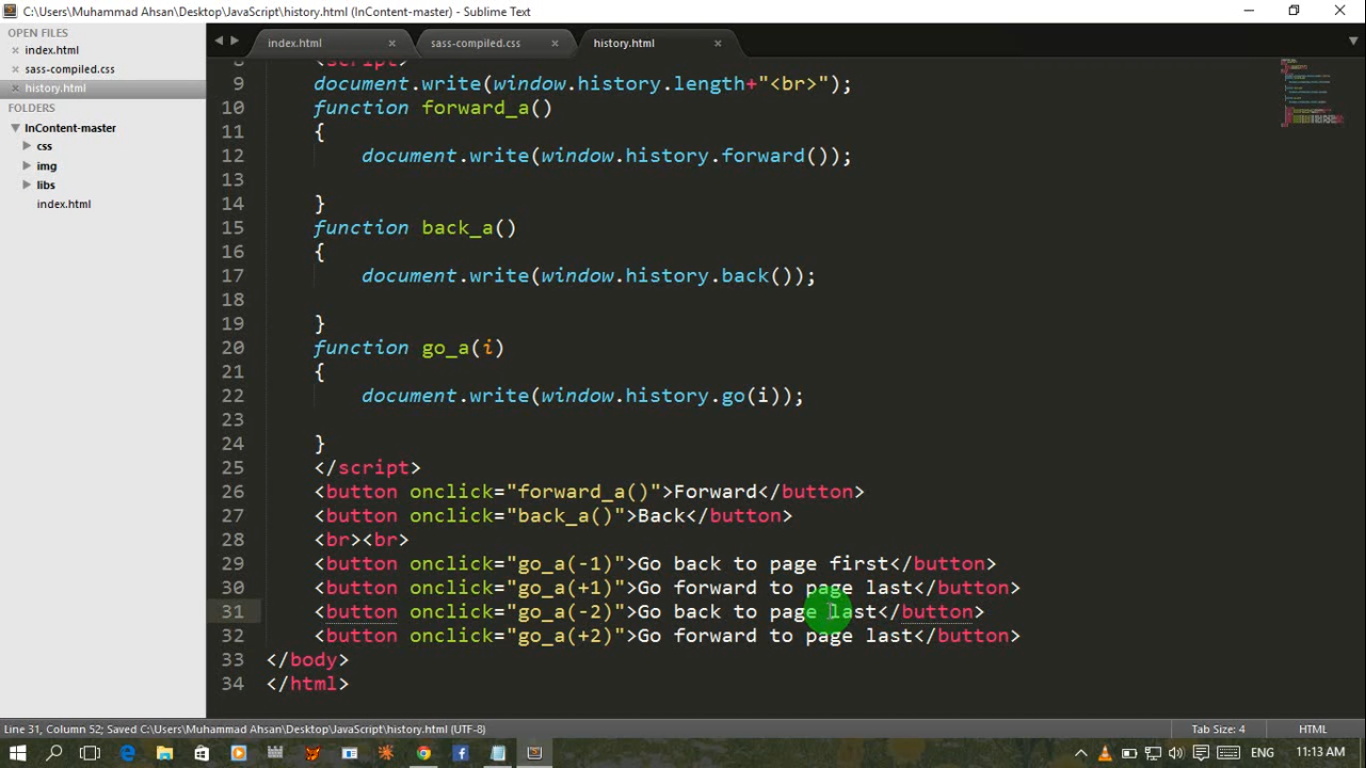 C:\Users\Muhammad Ahsan\Desktop\JavaScript\history.html (InContent-master) - Sublime Text
OPEN FILES
index.html
sass-compiled.css
history.html
FOLDERS
InContent-master
css
img
libs
index.html
index.html
sass-compiled.css
history.html
8 <script>
9 document.write(window.history.length+"<br>");
10 function forward_a()
11 {
12 document.write(window.history.forward());
13
14 }
15 function back_a()
16 {
17 document.write(window.history.back());
18
19 }
20 function go_a(i)
21 {
22 document.write(window.history.go(i));
23
24 }
25 </script>
26 <button onclick="forward_a()">Forward</button>
27 <button onclick="back_a()">Back</button>
28 <br><br>
29 <button onclick="go_a(-1)">Go back to page first</button>
30 <button onclick="go_a(+1)">Go forward to page last</button>
31 <button onclick="go_a(-2)">Go back to page last</button>
32 <button onclick="go_a(+2)">Go forward to page last</button>
33 </body>
34 </html>
Line 31, Column 52; Saved C:\Users\Muhammad Ahsan\Desktop\JavaScript\history.html (UTF-8)
Tab Size: 4
HTML
ENG
11:13 AM